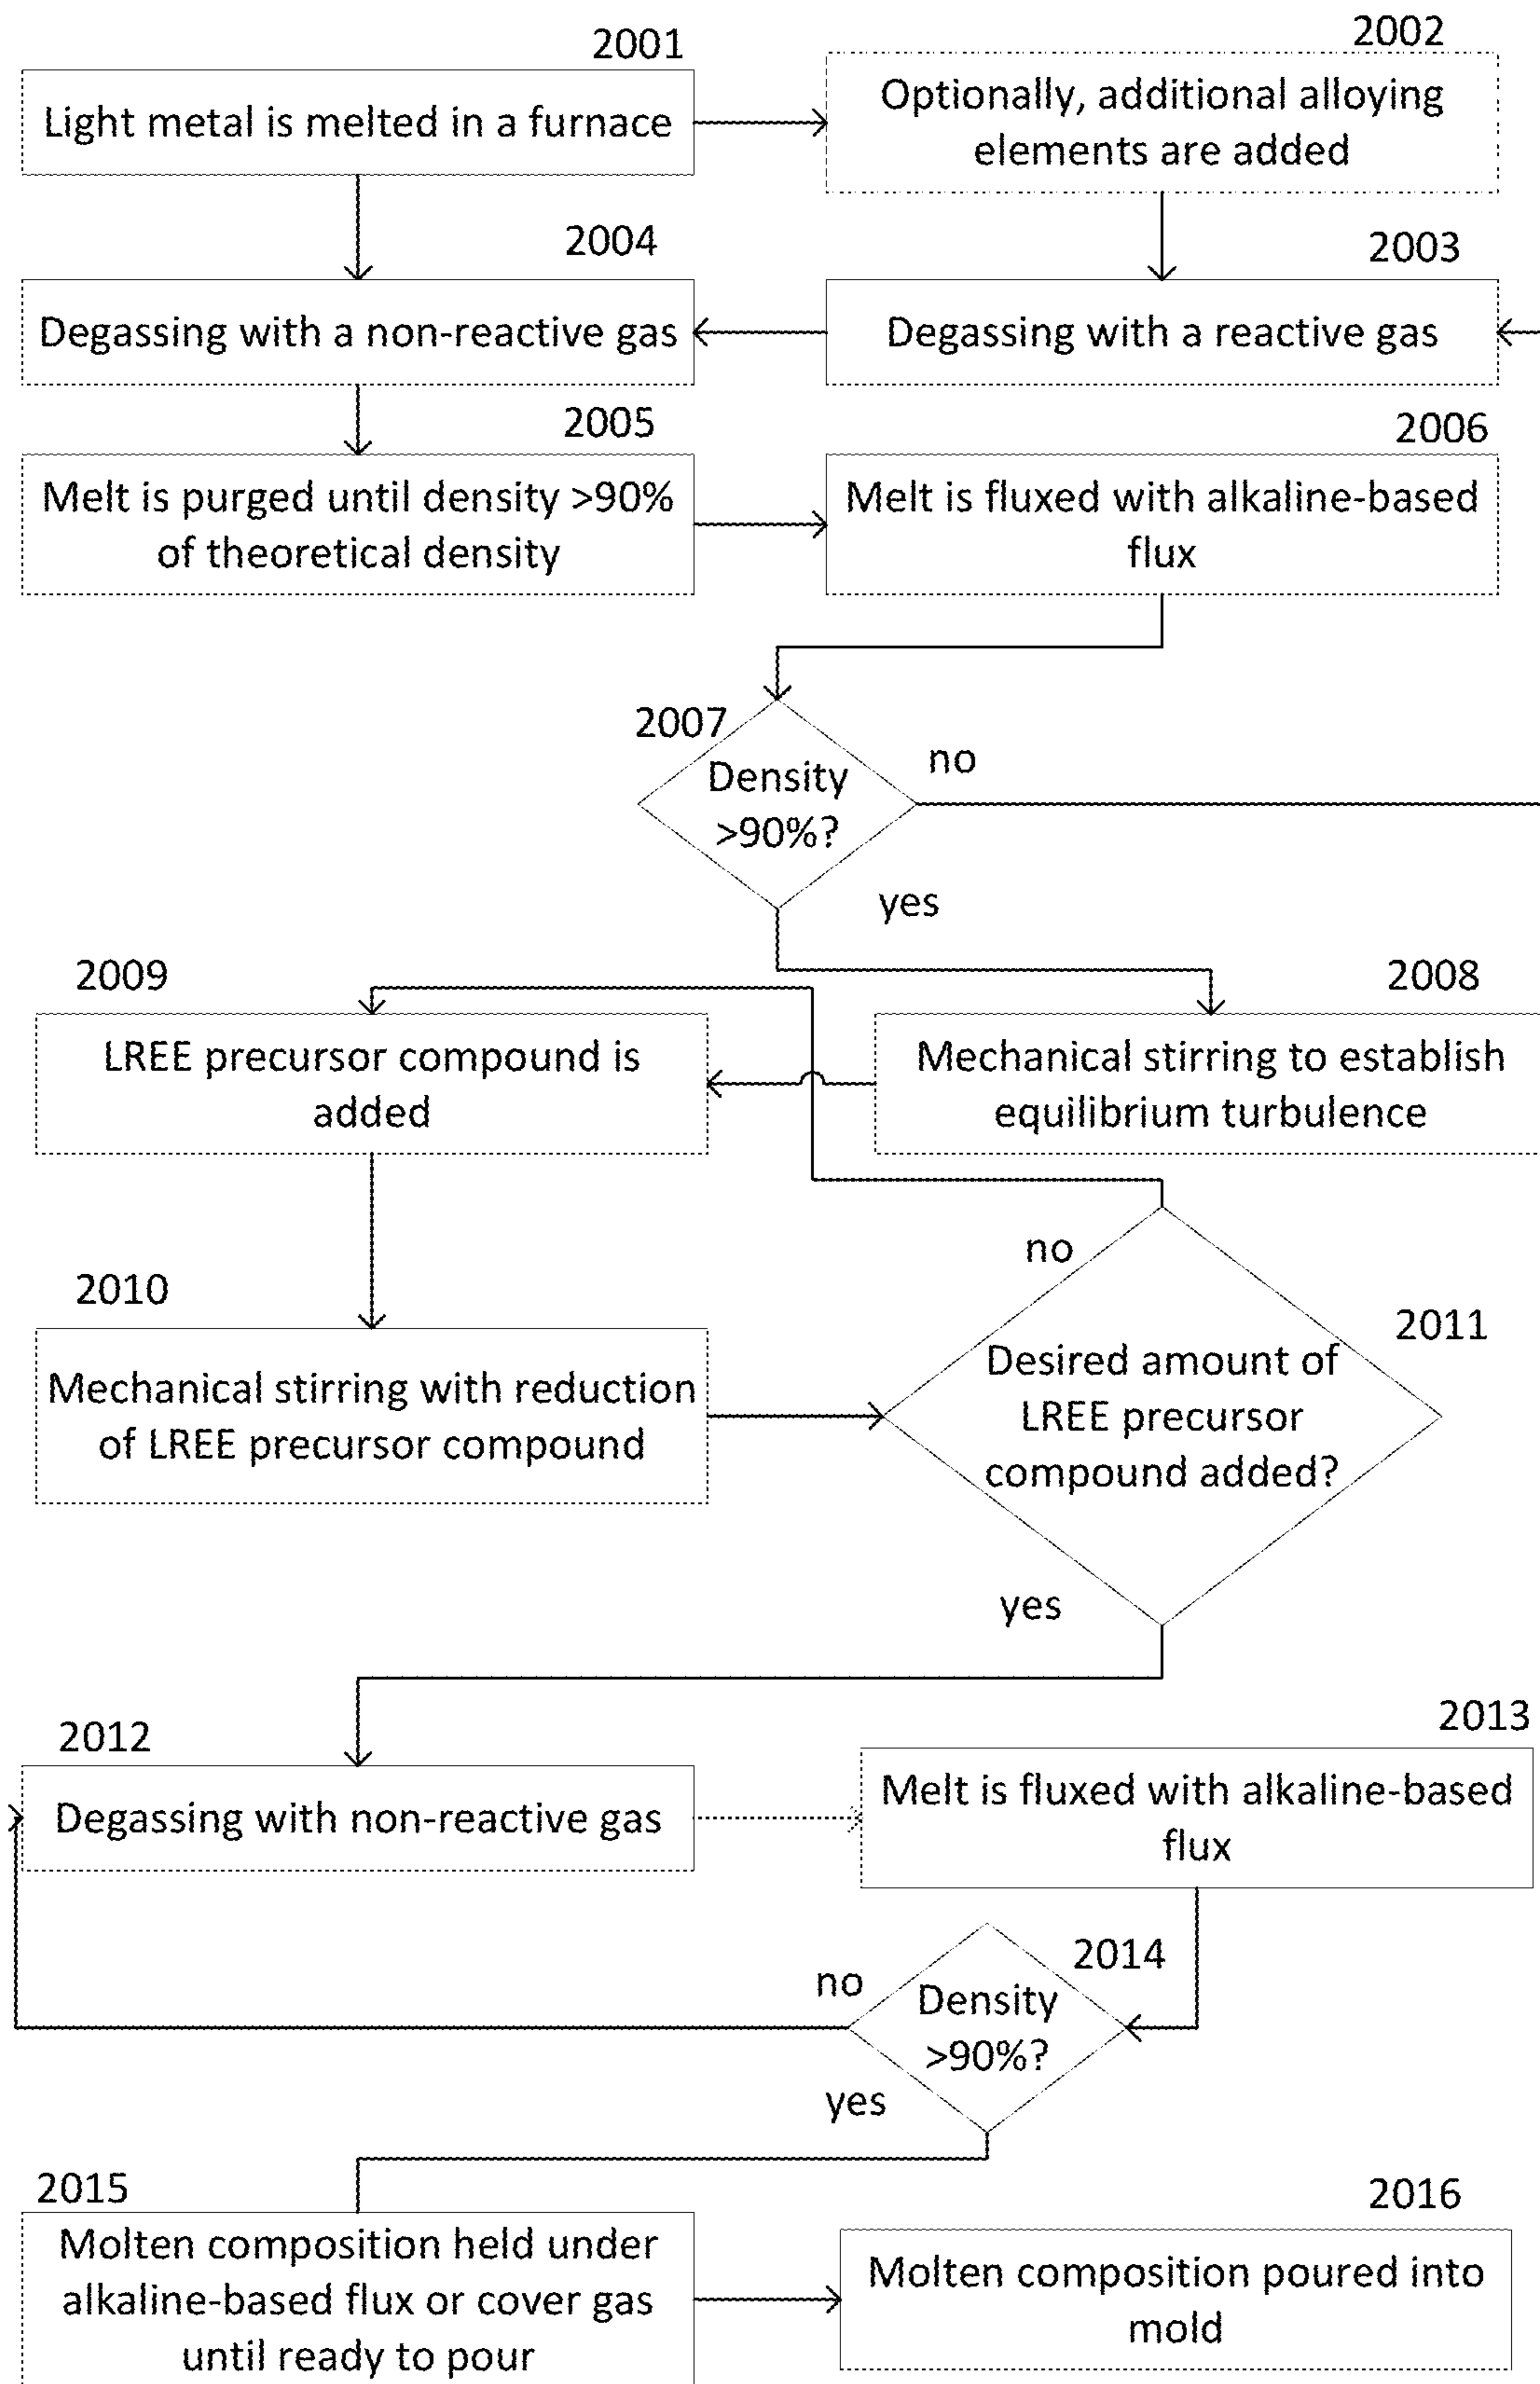 2001
Light metal is melted in a furnace
2002
Optionally, additional alloying
elements are added
2004
Degassing with a non-reactive gas
2003
Degassing with a reactive gas
2005
Melt is purged until density >90%
of theoretical density
2006
Melt is fluxed with alkaline-based
flux
2007
Density
>90%?
no
yes
2009
LREE precursor compound is
added
2008
Mechanical stirring to establish
equilibrium turbulence
2010
Mechanical stirring with reduction
of LREE precursor compound
no
2011
Desired amount of
LREE precursor
compound added?
yes
2012
Degassing with non-reactive gas
2013
Melt is fluxed with alkaline-based
flux
2014
no
Density
>90%?
yes
2015
Molten composition held under
alkaline-based flux or cover gas
until ready to pour
2016
Molten composition poured into
mold